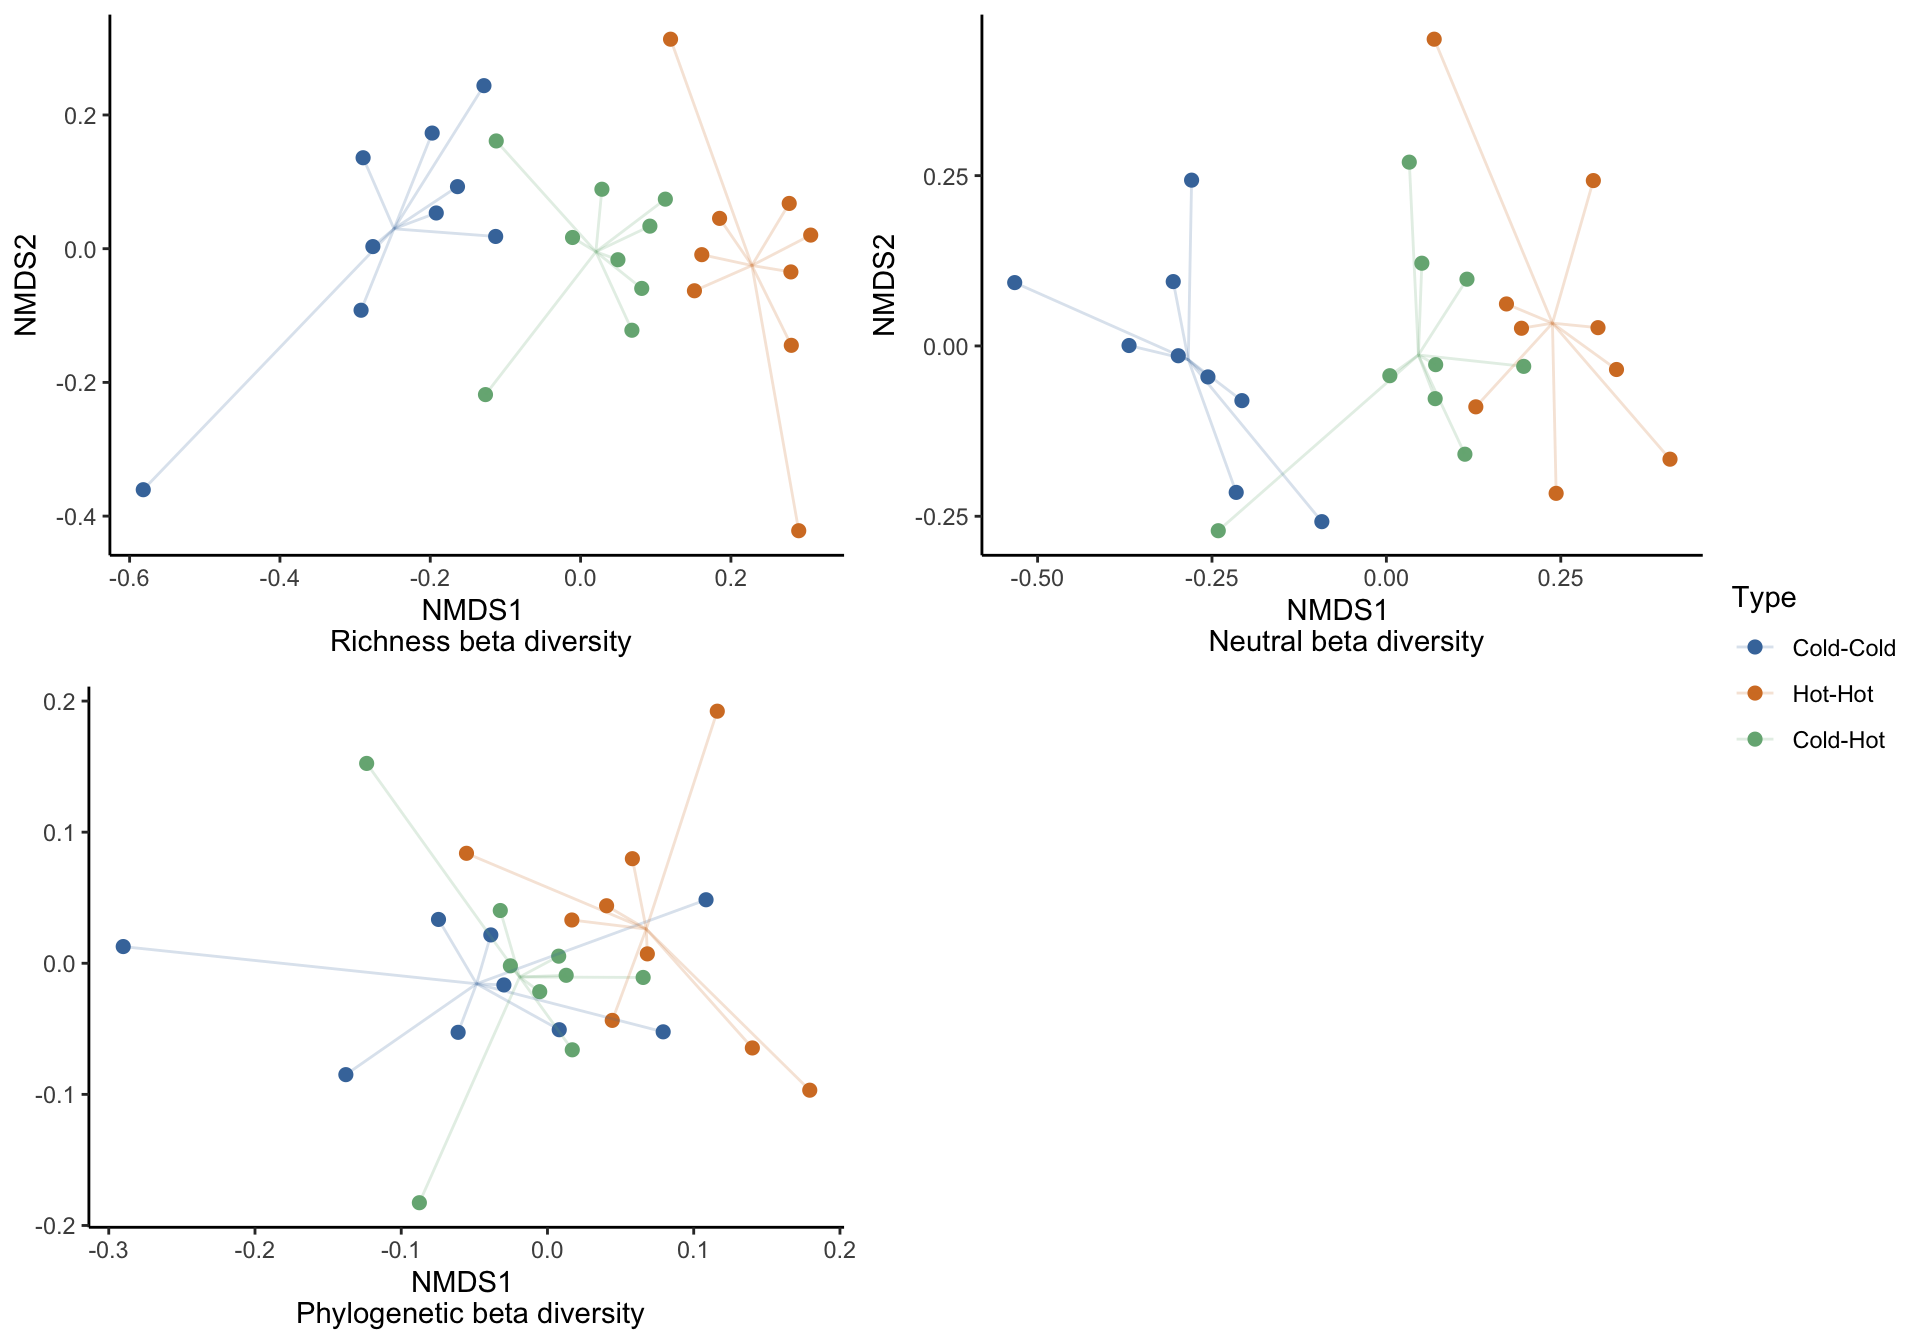 NMDS2
0.2
0.0
-0.2
-0.4
-0.6
-0.4
-0.2
0.0
0.2
NMDS1
Richness beta diversity
NMDS2
0.25
0.00
-0.25
-0.50
-0.25
0.00
0.25
NMDS1
Neutral beta diversity
Type
Cold-Cold
Hot-Hot
Cold-Hot
0.2
0.1
0.0
-0.1
-0.2
-0.3
-0.2
-0.1
0.0
0.1
0.2
NMDS1
Phylogenetic beta diversity